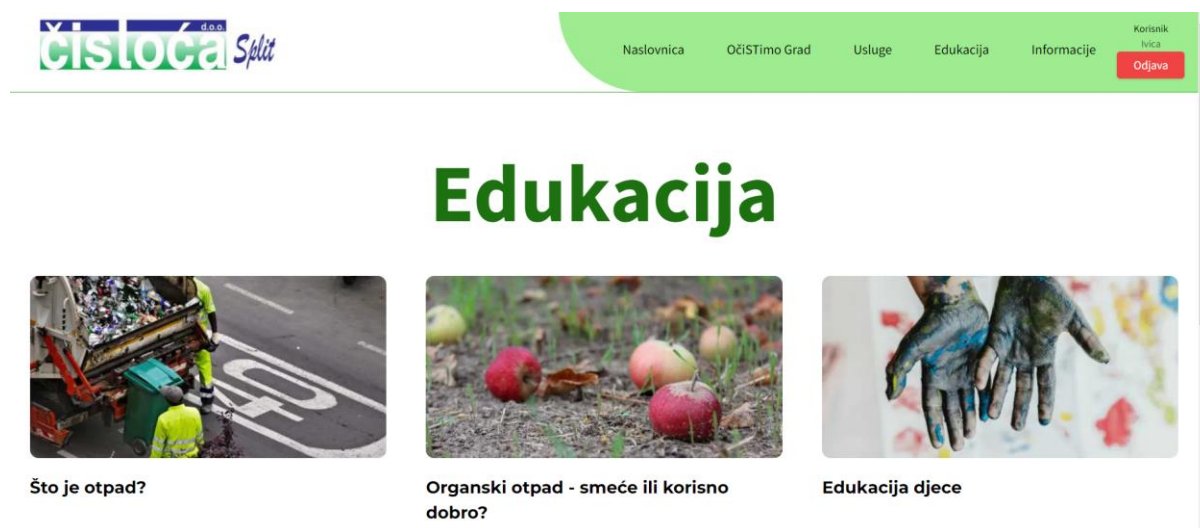 čistoća d.o.o. Split
Naslovnica
OčiSTimo Grad
Usluge
Edukacija
Informacije
Korisnik
Ivica
Odjava
Edukacija
40
Što je otpad?
Organski otpad - smeće ili korisno
dobro?
Edukacija djece